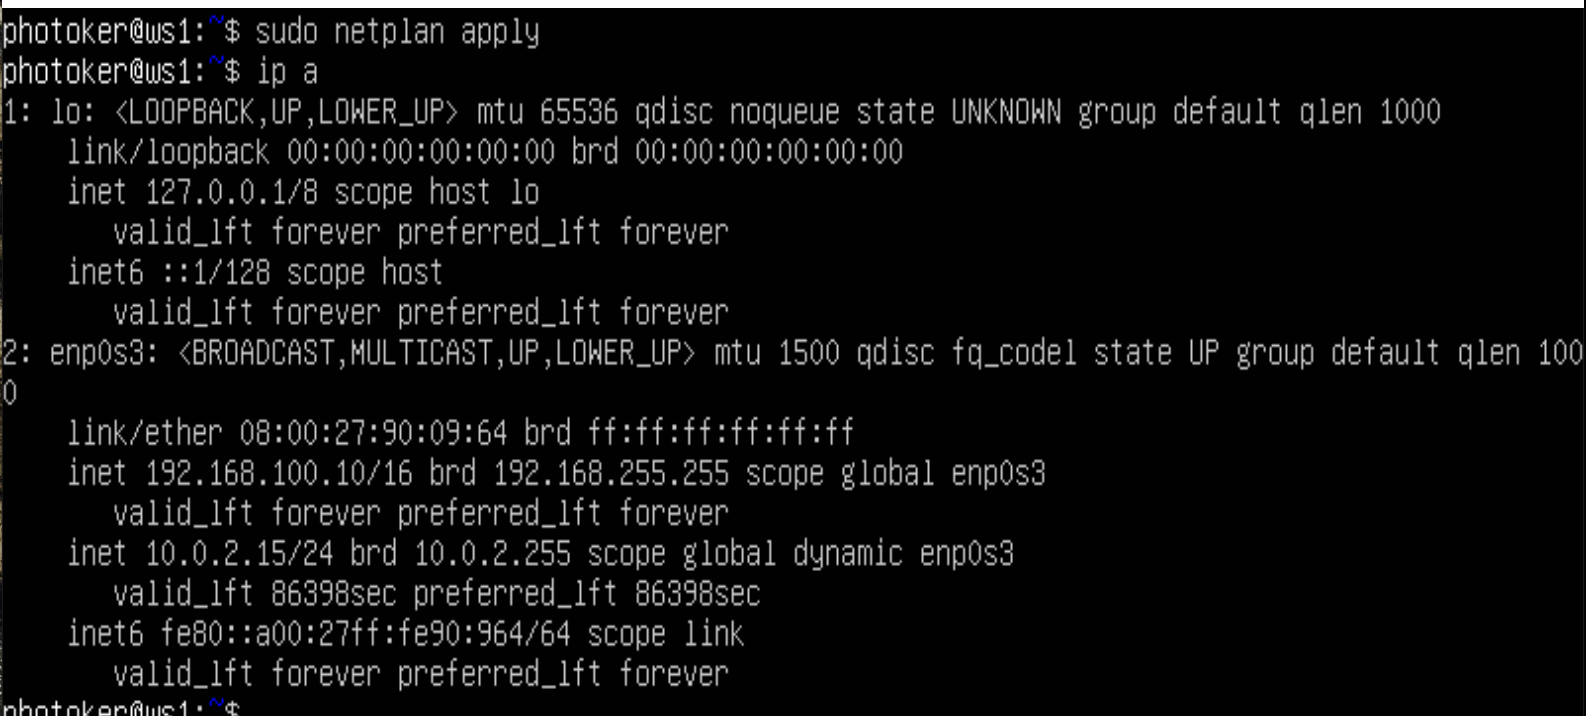 photoker@ws1:~$ sudo netplan apply
photoker@ws1:~$ ip a
1: lo: <LOOPBACK,UP,LOWER_UP> mtu 65536 qdisc noqueue state UNKNOWN group default qlen 1000
    link/loopback 00:00:00:00:00:00 brd 00:00:00:00:00:00
    inet 127.0.0.1/8 scope host lo
       valid_lft forever preferred_lft forever
    inet6 ::1/128 scope host
       valid_lft forever preferred_lft forever
2: enp0s3: <BROADCAST,MULTICAST,UP,LOWER_UP> mtu 1500 qdisc fq_codel state UP group default qlen 100
0
    link/ether 08:00:27:90:09:64 brd ff:ff:ff:ff:ff:ff
    inet 192.168.100.10/16 brd 192.168.255.255 scope global enp0s3
       valid_lft forever preferred_lft forever
    inet 10.0.2.15/24 brd 10.0.2.255 scope global dynamic enp0s3
       valid_lft 86398sec preferred_lft 86398sec
    inet6 fe80::a00:27ff:fe90:964/64 scope link
       valid_lft forever preferred_lft forever
photoker@ws1:~$